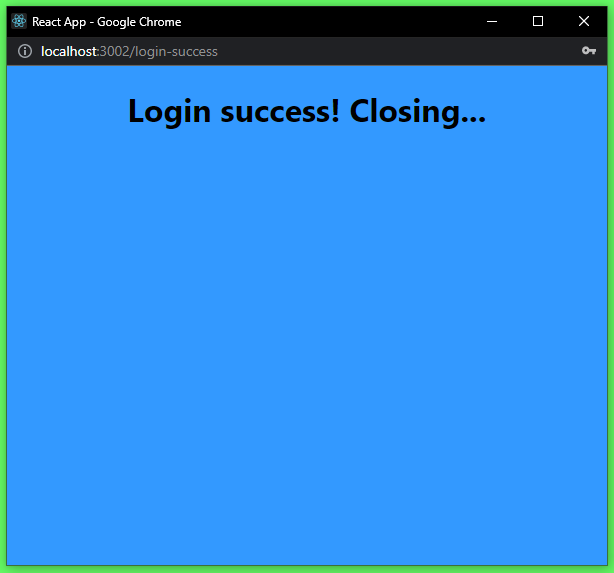 React App - Google Chrome
localhost:3002/login-success
Login success! Closing...